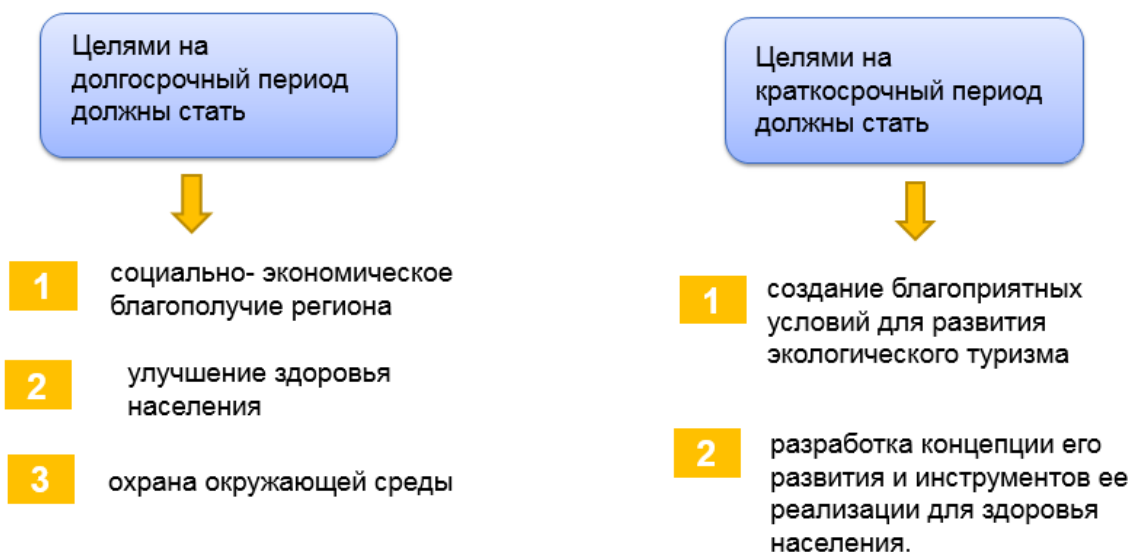 Целями на
долгосрочный период
должны стать
1
социально- экономическое
благополучие региона
2
улучшение здоровья
населения
3
охрана окружающей среды
Целями на
краткосрочный период
должны стать
1
создание благоприятных
условий для развития
экологического туризма
2
разработка концепции его
развития и инструментов ее
реализации для здоровья
населения.